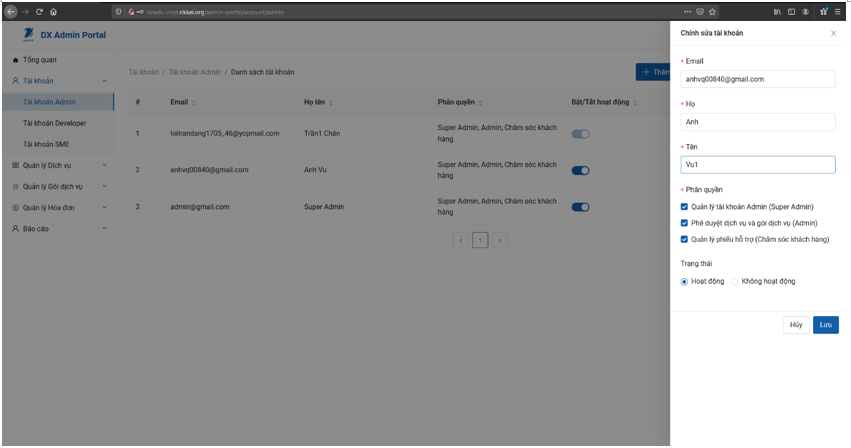 onedx-vnpt.rikkei.org/admin-portal/account/admin
DX Admin Portal
Tổng quan
Tài khoản
Tài khoản Admin
Tài khoản Developer
Tài khoản SME
Quản lý Dịch vụ
Quản lý Gói dịch vụ
Quản lý Hóa đơn
Báo cáo
Tài khoản / Tài khoản Admin / Danh sách tài khoản
+ Thêm
# Email Họ tên Phân quyền Bật/Tắt hoạt động
1 loitrandang1705_46@yopmail.com Trần1 Chán Super Admin, Admin, Chăm sóc khách hàng
2 anhvq00840@gmail.com Anh Vu Super Admin, Admin, Chăm sóc khách hàng
3 admin@gmail.com Super Admin Super Admin, Admin, Chăm sóc khách hàng
< 1 >
Chỉnh sửa tài khoản
* Email
anhvq00840@gmail.com
* Họ
Anh
* Tên
Vu1
* Phân quyền
Quản lý tài khoản Admin (Super Admin)
Phê duyệt dịch vụ và gói dịch vụ (Admin)
Quản lý phiếu hỗ trợ (Chăm sóc khách hàng)
Trạng thái
Hoạt động Không hoạt động
Hủy Lưu